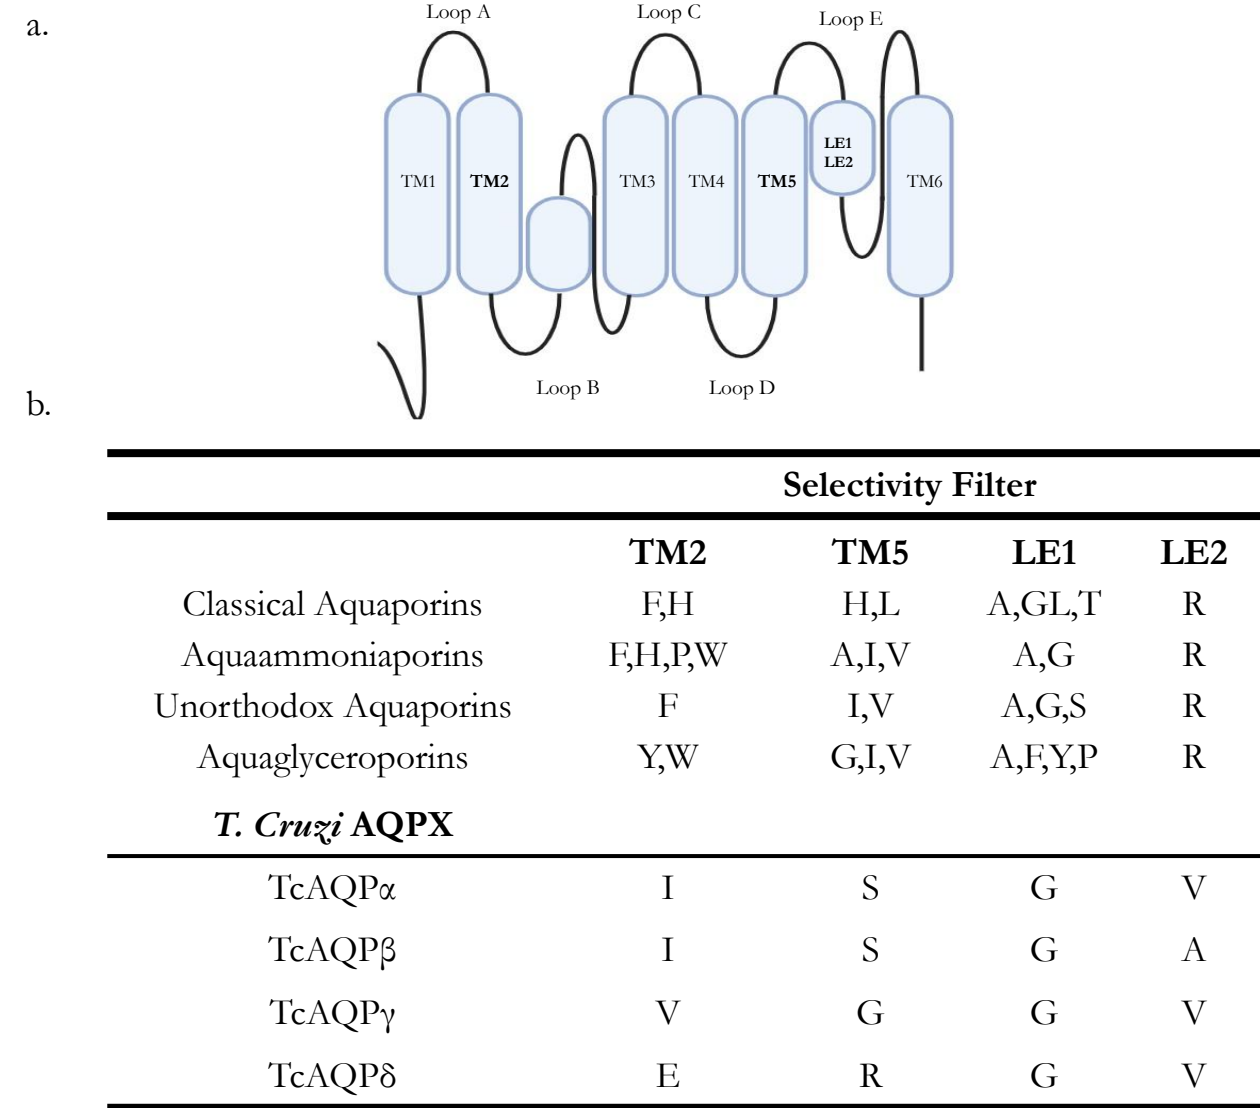 a.
Loop A
Loop C
Loop E
TM1
TM2
TM3
TM4
TM5
LE1
LE2
TM6
Loop B
Loop D
b.
Selectivity Filter
TM2 TM5 LE1 LE2
Classical Aquaporins F,H H,L A,GL,T R
Aquaammoniaporins F,H,P,W A,I,V A,G R
Unorthodox Aquaporins F I,V A,G,S R
Aquaglyceroporins Y,W G,I,V A,F,Y,P R
T. Cruzi AQPX
TcAQPα I S G V
TcAQPβ I S G A
TcAQPγ V G G V
TcAQPδ E R G V